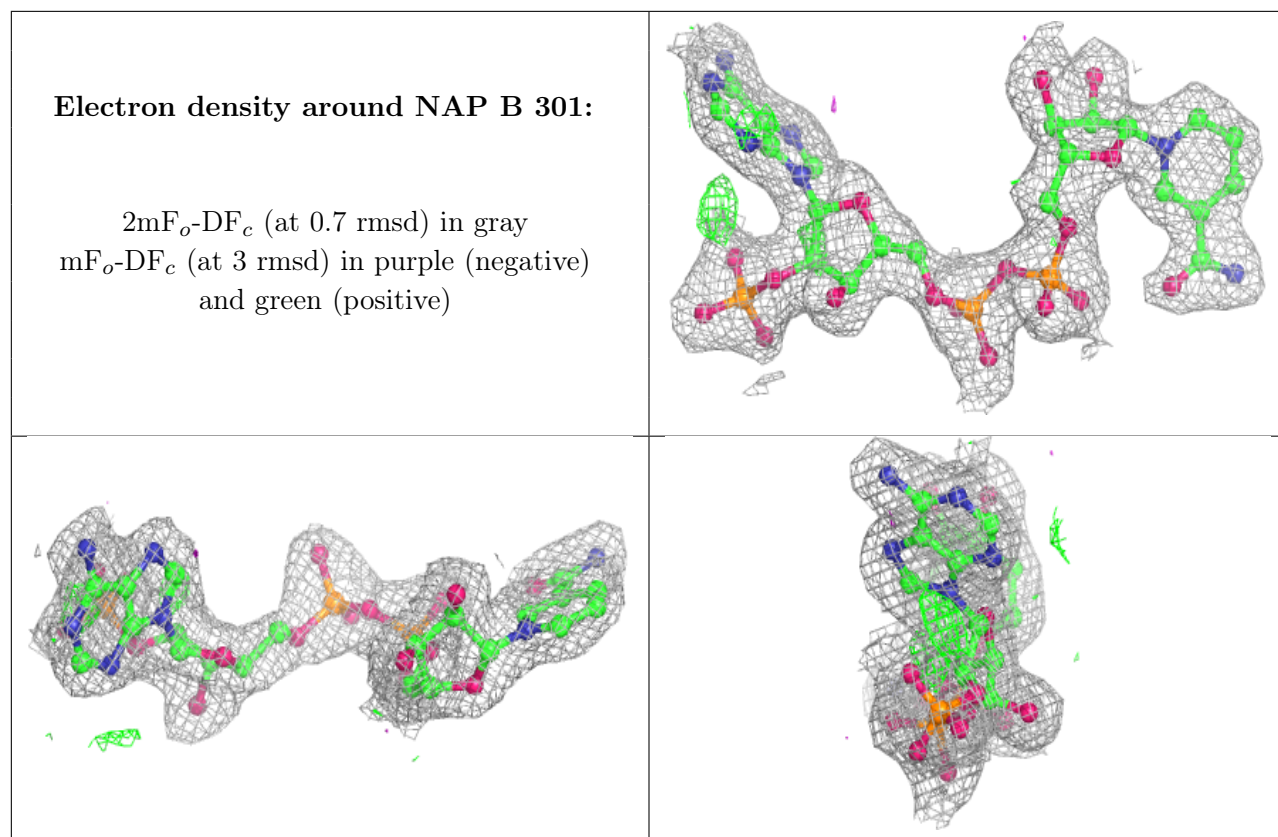 Electron density around NAP B 301:
2mFo-DFc (at 0.7 rmsd) in gray
mFo-DFc (at 3 rmsd) in purple (negative)
and green (positive)